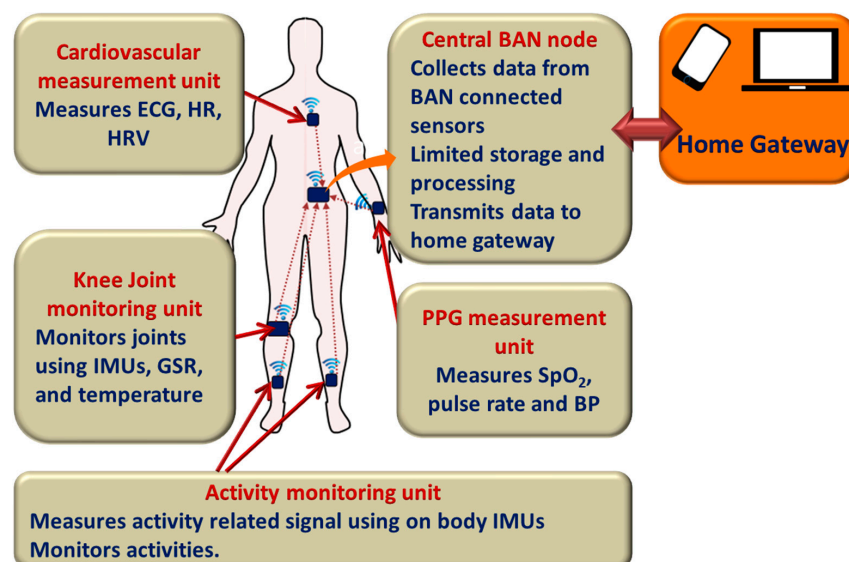 Cardiovascular
measurement unit
Measures ECG, HR,
HRV
Central BAN node
Collects data from
BAN connected
sensors
Limited storage and
processing
Transmits data to
home gateway
Home Gateway
Knee Joint
monitoring unit
Monitors joints
using IMUs, GSR,
and temperature
PPG measurement
unit
Measures SpO₂,
pulse rate and BP
Activity monitoring unit
Measures activity related signal using on body IMUs
Monitors activities.